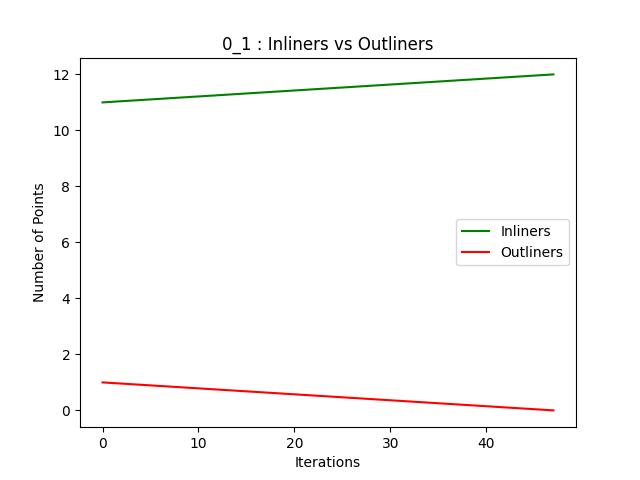 0_1 : Inliners vs Outliners
12
10
8
6
4
2
0
Number of Points
Inliners
Outliners
0 10 20 30 40
Iterations